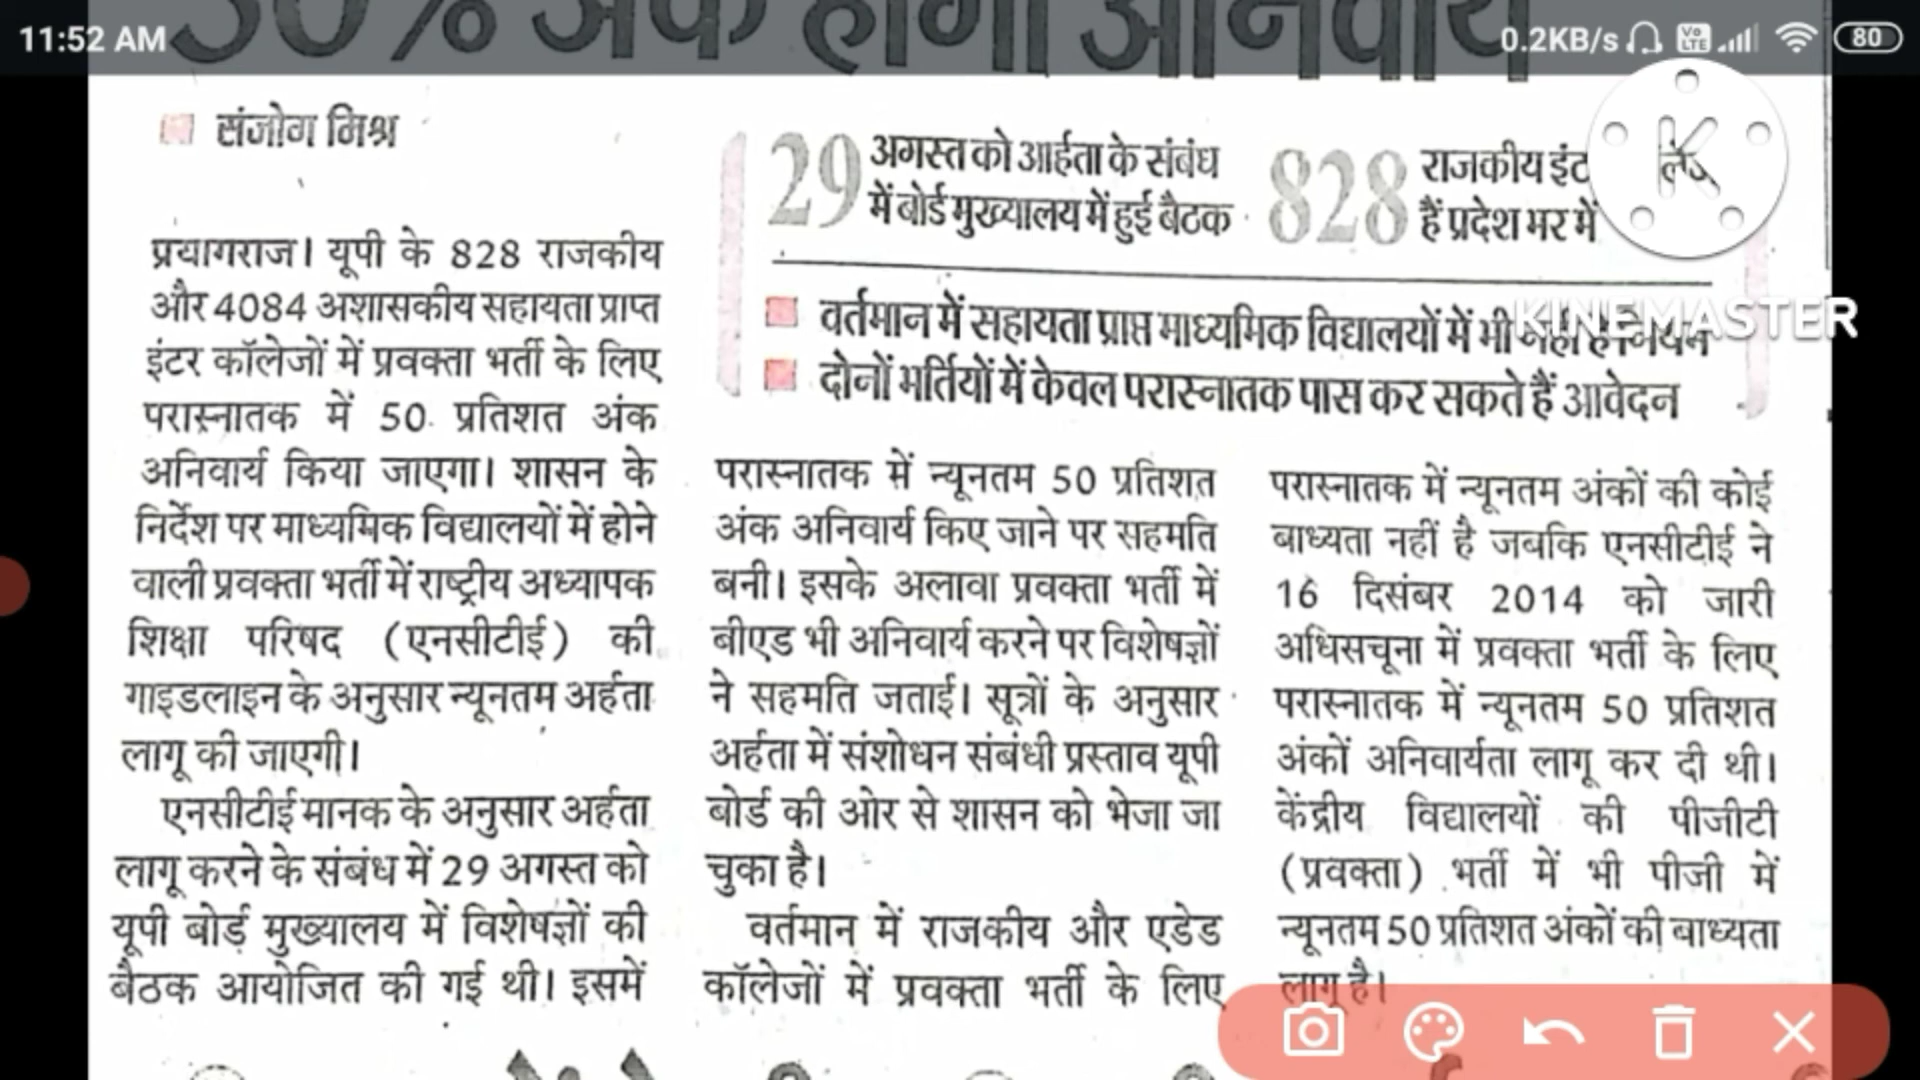 11:52 AM
0.2KB/s
80
50% अंक होगा अनिवार्य
संजोग मिश्र
29 अगस्त को आर्हता के संबंध
में बोर्ड मुख्यालय में हुई बैठक
828 राजकीय इंट
हैं प्रदेश भर में
KINEMASTER
वर्तमान में सहायता प्राप्त माध्यमिक विद्यालयों में भी नहीं है नियम
दोनों भर्तियों में केवल परास्नातक पास कर सकते हैं आवेदन
प्रयागराज। यूपी के 828 राजकीय
और 4084 अशासकीय सहायता प्राप्त
इंटर कॉलेजों में प्रवक्ता भर्ती के लिए
परास्नातक में 50 प्रतिशत अंक
अनिवार्य किया जाएगा। शासन के
निर्देश पर माध्यमिक विद्यालयों में होने
वाली प्रवक्ता भर्ती में राष्ट्रीय अध्यापक
शिक्षा परिषद (एनसीटीई) की
गाइडलाइन के अनुसार न्यूनतम अर्हता
लागू की जाएगी।
एनसीटीई मानक के अनुसार अर्हता
लागू करने के संबंध में 29 अगस्त को
यूपी बोर्ड मुख्यालय में विशेषज्ञों की
बैठक आयोजित की गई थी। इसमें
परास्नातक में न्यूनतम 50 प्रतिशत
अंक अनिवार्य किए जाने पर सहमति
बनी। इसके अलावा प्रवक्ता भर्ती में
बीएड भी अनिवार्य करने पर विशेषज्ञों
ने सहमति जताई। सूत्रों के अनुसार
अर्हता में संशोधन संबंधी प्रस्ताव यूपी
बोर्ड की ओर से शासन को भेजा जा
चुका है।
वर्तमान में राजकीय और एडेड
कॉलेजों में प्रवक्ता भर्ती के लिए
परास्नातक में न्यूनतम अंकों की कोई
बाध्यता नहीं है जबकि एनसीटीई ने
16 दिसंबर 2014 को जारी
अधिसचूना में प्रवक्ता भर्ती के लिए
परास्नातक में न्यूनतम 50 प्रतिशत
अंकों अनिवार्यता लागू कर दी थी।
केंद्रीय विद्यालयों की पीजीटी
(प्रवक्ता) भर्ती में भी पीजी में
न्यूनतम 50 प्रतिशत अंकों की बाध्यता
लागू है।